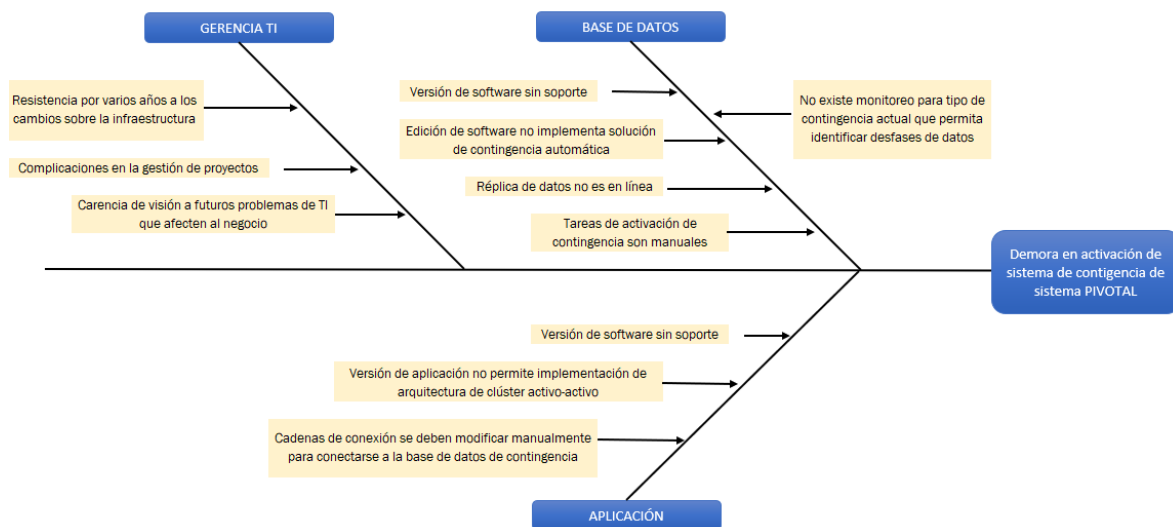 GERENCIA TI
BASE DE DATOS
Resistencia por varios años a los
cambios sobre la infraestructura
Complicaciones en la gestión de proyectos
Carencia de visión a futuros problemas de TI
que afecten al negocio
Versión de software sin soporte
Edición de software no implementa solución
de contingencia automática
Réplica de datos no es en línea
Tareas de activación de
contingencia son manuales
No existe monitoreo para tipo de
contingencia actual que permita
identificar desfases de datos
Demora en activación de
sistema de contigencia de
sistema PIVOTAL
Versión de software sin soporte
Versión de aplicación no permite implementación de
arquitectura de clúster activo-activo
Cadenas de conexión se deben modificar manualmente
para conectarse a la base de datos de contingencia
APLICACIÓN